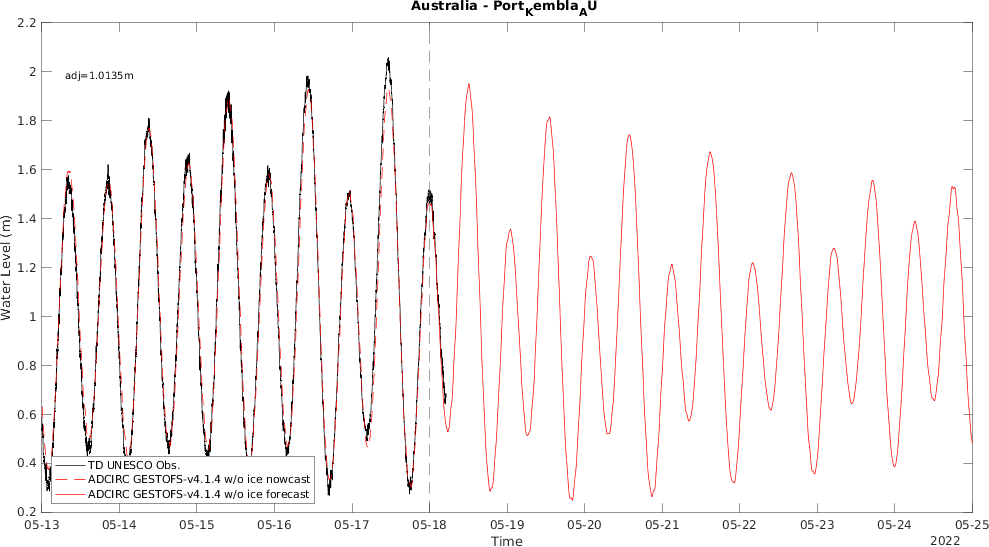 Australia - Port_Kembla_AU
2.2
2
1.8
1.6
1.4
1.2
1
0.8
0.6
0.4
0.2
Water Level (m)
adj=1.0135m
TD UNESCO Obs.
ADCIRC GESTOFS-v4.1.4 w/o ice nowcast
ADCIRC GESTOFS-v4.1.4 w/o ice forecast
05-13 05-14 05-15 05-16 05-17 05-18 05-19 05-20 05-21 05-22 05-23 05-24 05-25
Time
2022